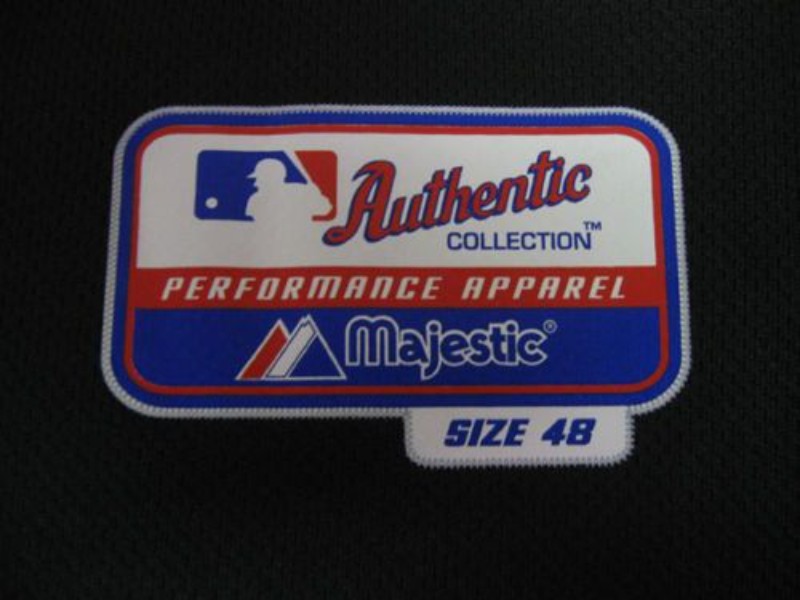 Authentic
COLLECTION™
PERFORMANCE APPAREL
Majestic®
SIZE 48